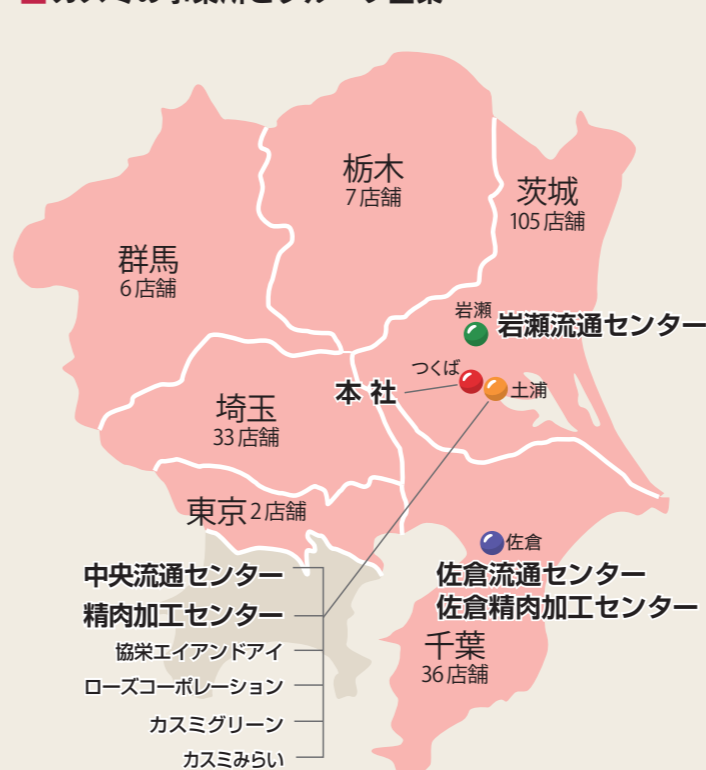 栃木
7店舗
茨城
105店舗
群馬
6店舗
岩瀬
岩瀬流通センター
つくば
本社
土浦
埼玉
33店舗
東京2店舗
佐倉
佐倉流通センター
佐倉精肉加工センター
千葉
36店舗
中央流通センター
精肉加工センター
協栄エイアンドアイ
ローズコーポレーション
カスミグリーン
カスミみらい